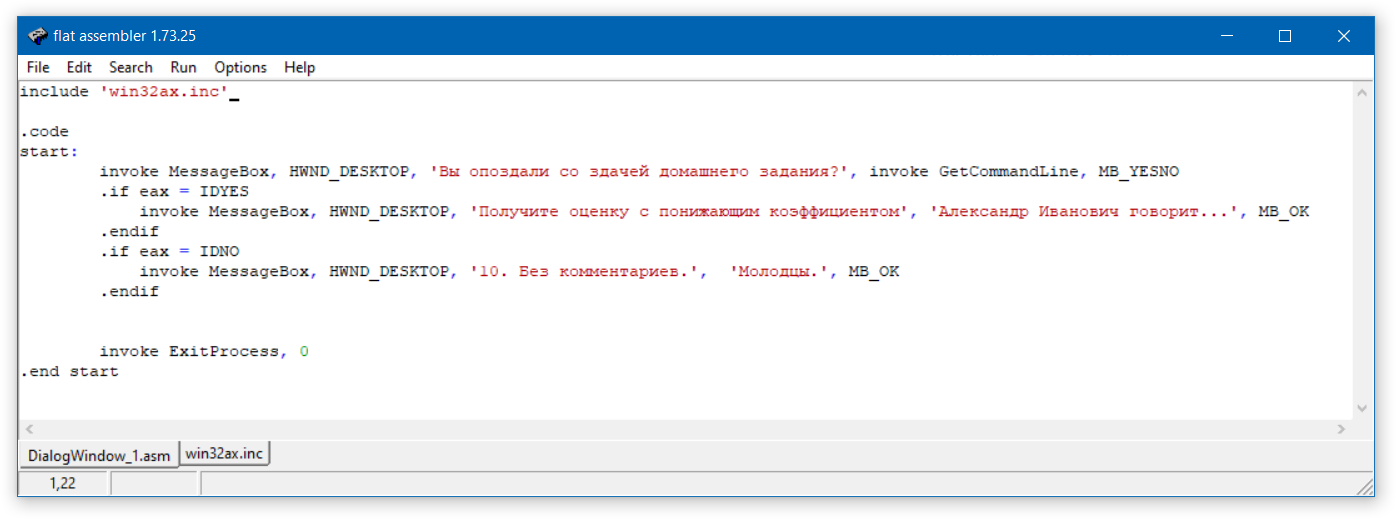 flat assembler 1.73.25
File Edit Search Run Options Help
include 'win32ax.inc'
.code
start:
invoke MessageBox, HWND_DESKTOP, 'Вы опоздали со здачей домашнего задания?', invoke GetCommandLine, MB_YESNO
.if eax = IDYES
invoke MessageBox, HWND_DESKTOP, 'Получите оценку с понижающим коэффициентом', 'Александр Иванович говорит...', MB_OK
.endif
.if eax = IDNO
invoke MessageBox, HWND_DESKTOP, '10. Без комментариев.', 'Молодцы.', MB_OK
.endif
invoke ExitProcess, 0
.end start
DialogWindow_1.asm win32ax.inc
1,22